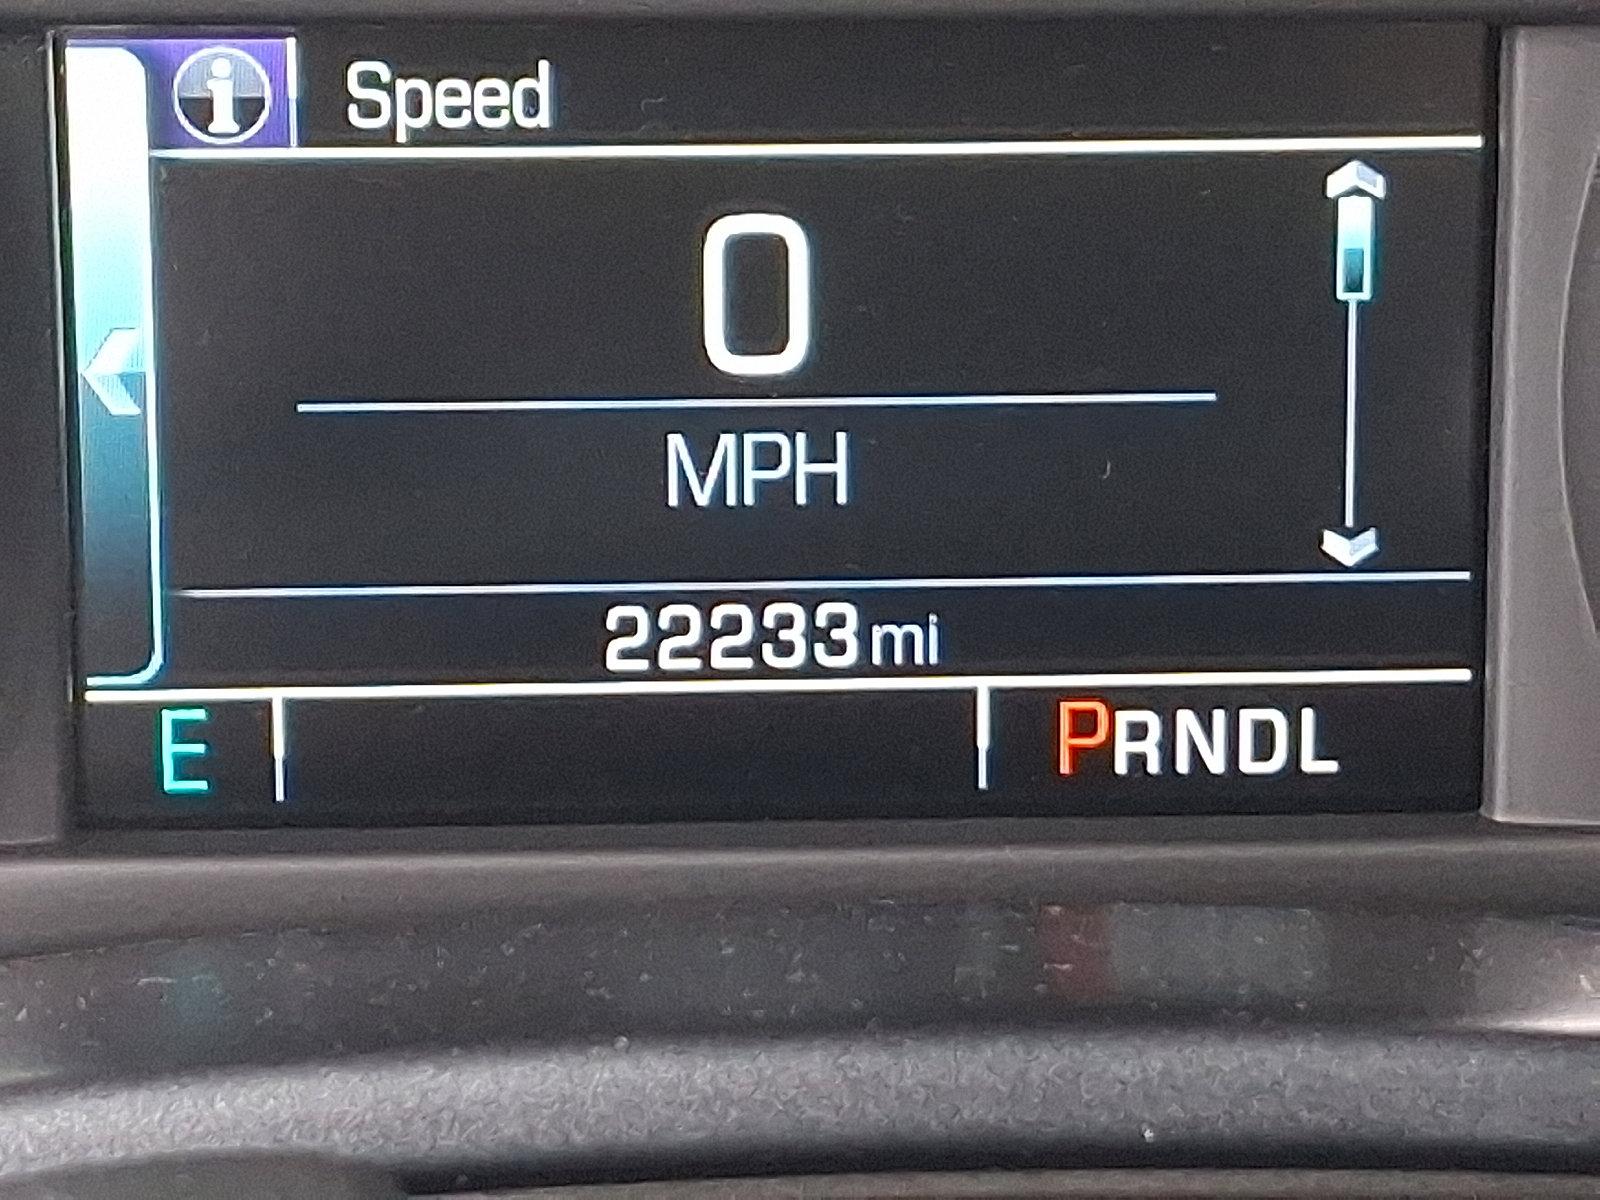 i Speed
0
MPH
22233mi
E PRNDL